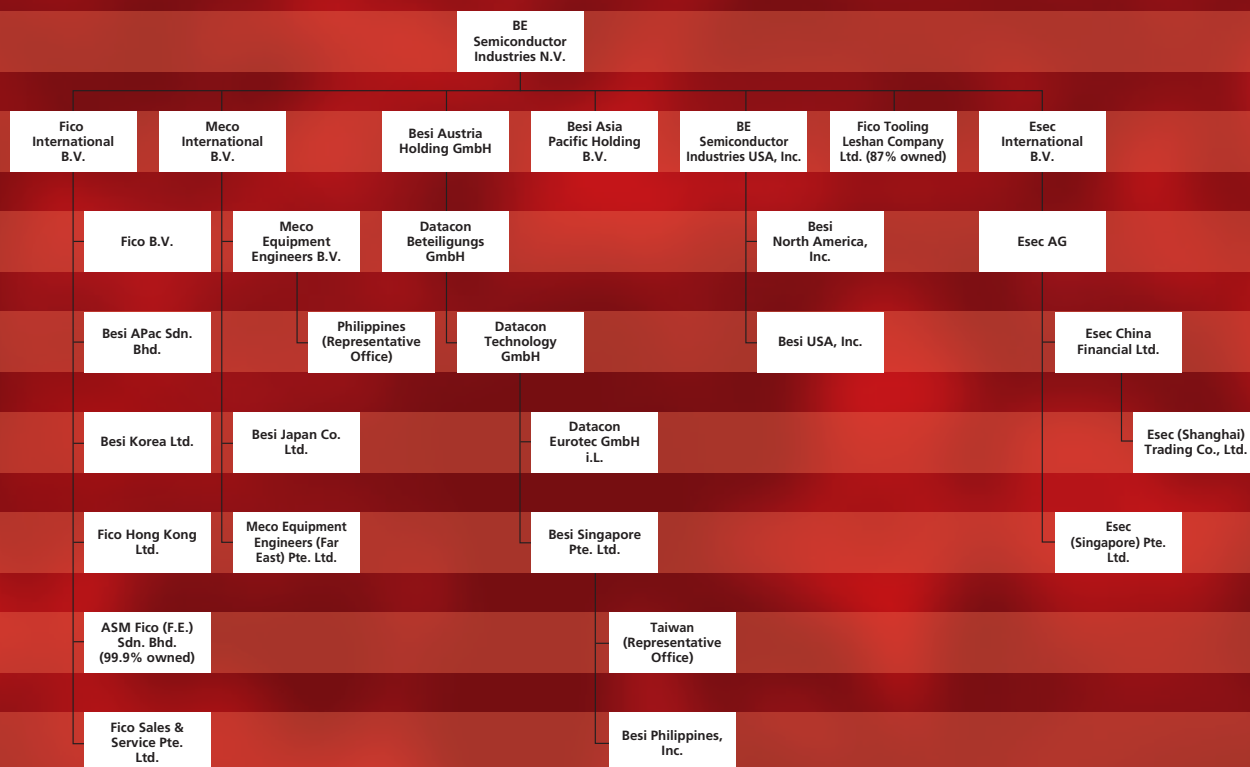 BE
Semiconductor
Industries N.V.
Fico
International
B.V.
Meco
International
B.V.
Besi Austria
Holding GmbH
Besi Asia
Pacific Holding
B.V.
BE
Semiconductor
Industries USA, Inc.
Fico Tooling
Leshan Company
Ltd. (87% owned)
Esec
International
B.V.
Fico B.V.
Meco
Equipment
Engineers B.V.
Datacon
Beteiligungs
GmbH
Besi
North America,
Inc.
Esec AG
Besi APac Sdn.
Bhd.
Philippines
(Representative
Office)
Datacon
Technology
GmbH
Besi USA, Inc.
Esec China
Financial Ltd.
Besi Korea Ltd.
Besi Japan Co.
Ltd.
Datacon
Eurotec GmbH
i.L.
Esec (Shanghai)
Trading Co., Ltd.
Fico Hong Kong
Ltd.
Meco Equipment
Engineers (Far
East) Pte. Ltd.
Besi Singapore
Pte. Ltd.
Esec
(Singapore) Pte.
Ltd.
ASM Fico (F.E.)
Sdn. Bhd.
(99.9% owned)
Taiwan
(Representative
Office)
Fico Sales &
Service Pte.
Ltd.
Besi Philippines,
Inc.